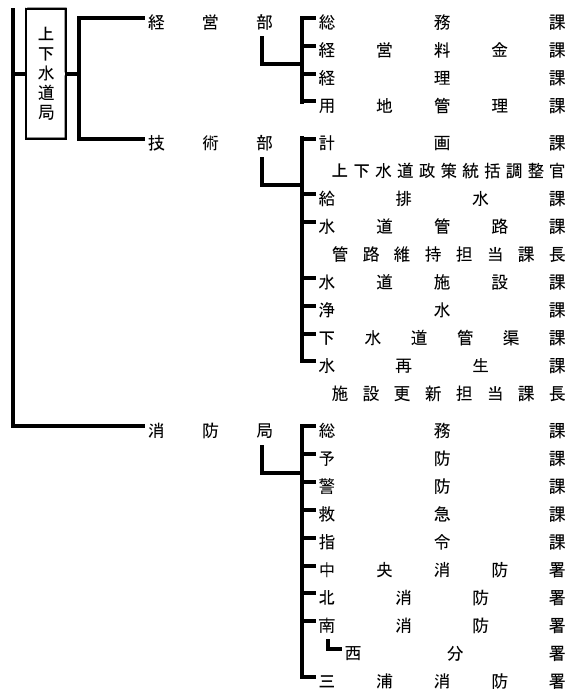 上下水道局
経営部
総務課
経営料金課
経理課
用地管理課
技術部
計画課
上下水道政策統括調整官
給排水課
水道管路課
管路維持担当課長
水道施設課
浄水課
下水道管渠課
水再生課
施設更新担当課長
消防局
総務課
予防課
警防課
救急課
指令課
中央消防署
北消防署
南消防署
西分署
三浦消防署